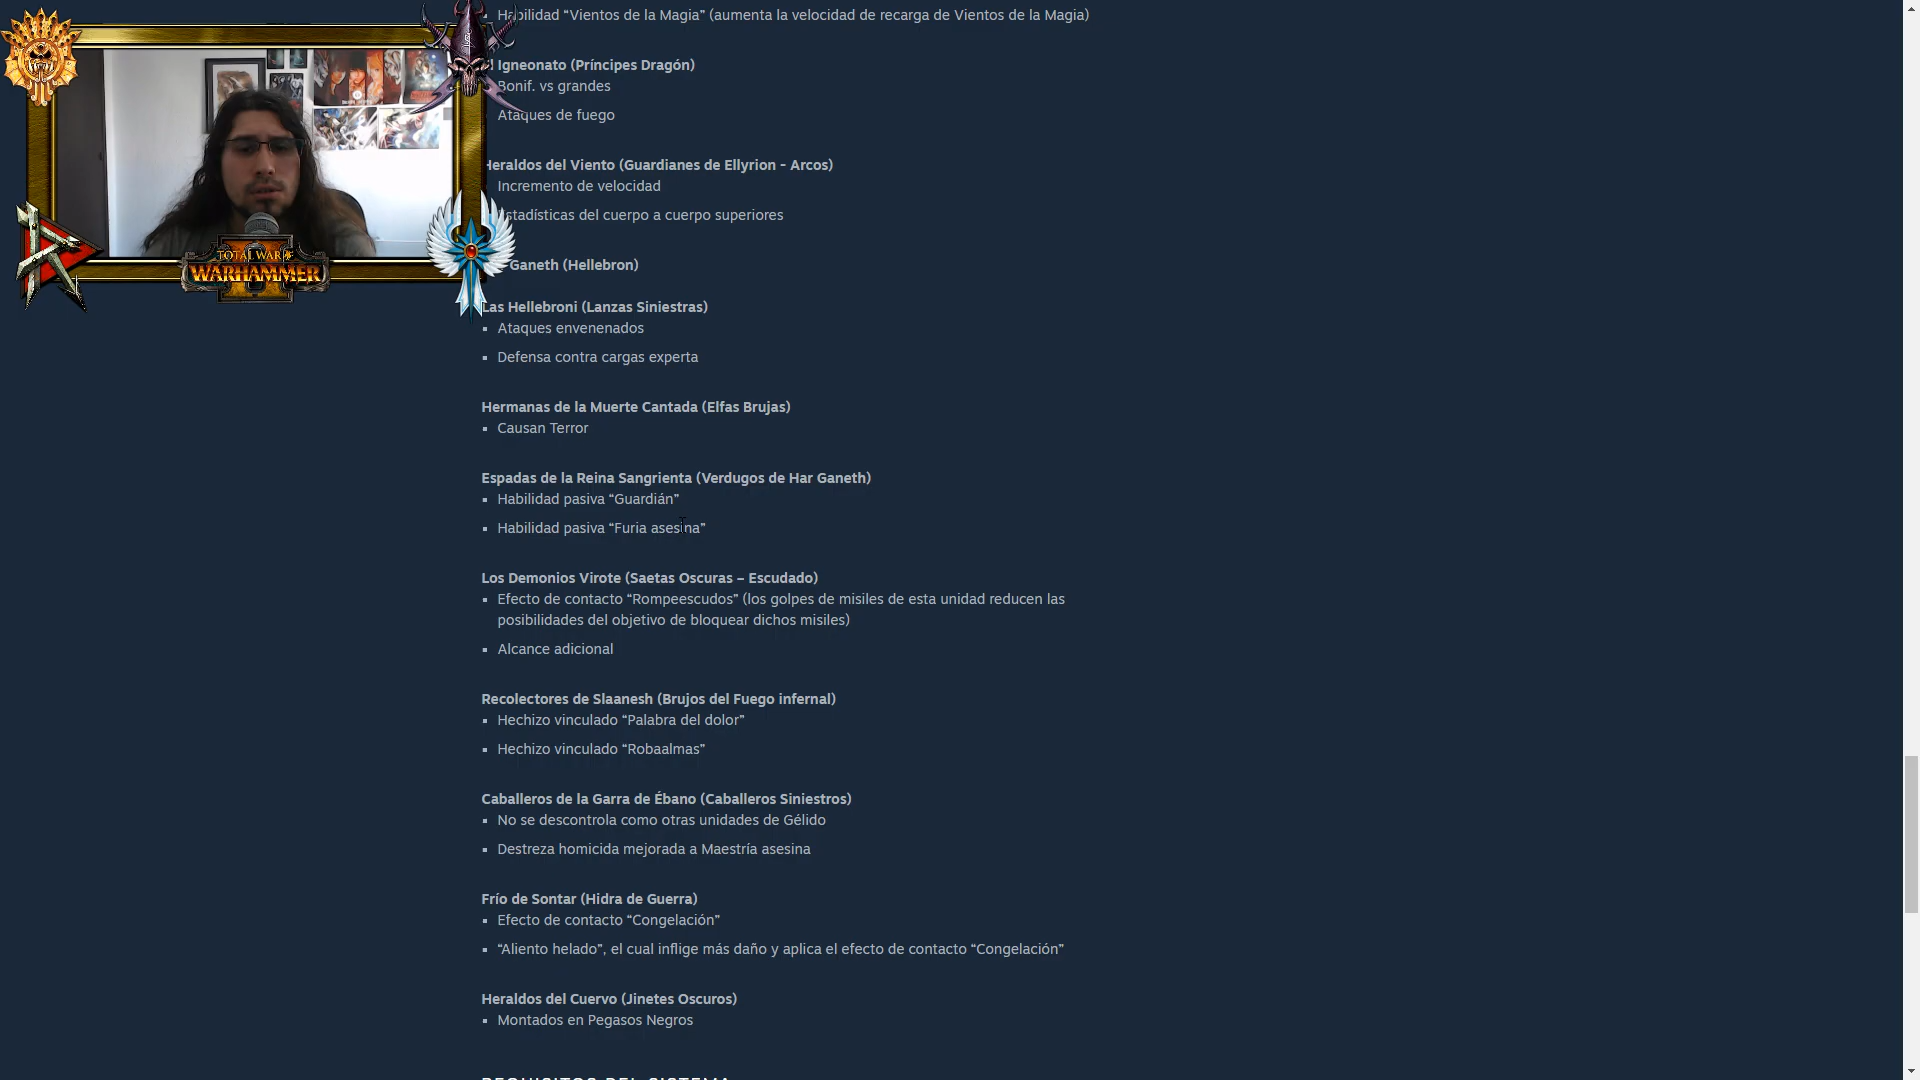 Habilidad “Vientos de la Magia” (aumenta la velocidad de recarga de Vientos de la Magia)
Igneonato (Príncipes Dragón)
Bonif. vs grandes
Ataques de fuego
Heraldos del Viento (Guardianes de Ellyrion - Arcos)
Incremento de velocidad
Estadísticas del cuerpo a cuerpo superiores
Ganeth (Hellebron)
TOTAL WAR
WARHAMMER
II
Las Hellebroni (Lanzas Siniestras)
▪ Ataques envenenados
▪ Defensa contra cargas experta
Hermanas de la Muerte Cantada (Elfas Brujas)
▪ Causan Terror
Espadas de la Reina Sangrienta (Verdugos de Har Ganeth)
▪ Habilidad pasiva “Guardián”
▪ Habilidad pasiva “Furia asesina”
Los Demonios Virote (Saetas Oscuras – Escudado)
▪ Efecto de contacto “Rompeescudos” (los golpes de misiles de esta unidad reducen las
posibilidades del objetivo de bloquear dichos misiles)
▪ Alcance adicional
Recolectores de Slaanesh (Brujos del Fuego infernal)
▪ Hechizo vinculado “Palabra del dolor”
▪ Hechizo vinculado “Robaalmas”
Caballeros de la Garra de Ébano (Caballeros Siniestros)
▪ No se descontrola como otras unidades de Gélido
▪ Destreza homicida mejorada a Maestría asesina
Frío de Sontar (Hidra de Guerra)
▪ Efecto de contacto “Congelación”
▪ “Aliento helado”, el cual inflige más daño y aplica el efecto de contacto “Congelación”
Heraldos del Cuervo (Jinetes Oscuros)
▪ Montados en Pegasos Negros
REQUISITOS DEL SISTEMA